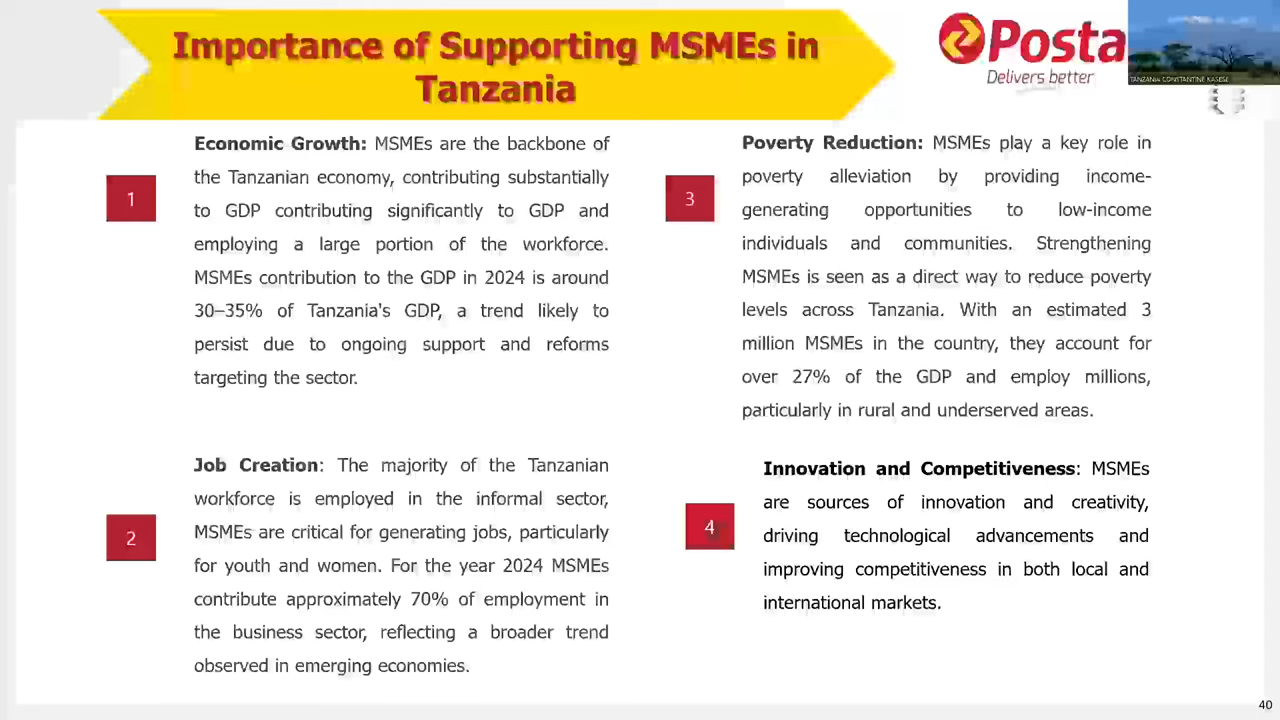 Importance of Supporting MSMEs in
Tanzania
Posta
Delivers better
TANZANIA CONSTANTINE KASESE
1
Economic Growth: MSMEs are the backbone of
the Tanzanian economy, contributing substantially
to GDP contributing significantly to GDP and
employing a large portion of the workforce.
MSMEs contribution to the GDP in 2024 is around
30–35% of Tanzania's GDP, a trend likely to
persist due to ongoing support and reforms
targeting the sector.
2
Job Creation: The majority of the Tanzanian
workforce is employed in the informal sector,
MSMEs are critical for generating jobs, particularly
for youth and women. For the year 2024 MSMEs
contribute approximately 70% of employment in
the business sector, reflecting a broader trend
observed in emerging economies.
3
Poverty Reduction: MSMEs play a key role in
poverty alleviation by providing income-
generating opportunities to low-income
individuals and communities. Strengthening
MSMEs is seen as a direct way to reduce poverty
levels across Tanzania. With an estimated 3
million MSMEs in the country, they account for
over 27% of the GDP and employ millions,
particularly in rural and underserved areas.
4
Innovation and Competitiveness: MSMEs
are sources of innovation and creativity,
driving technological advancements and
improving competitiveness in both local and
international markets.
40